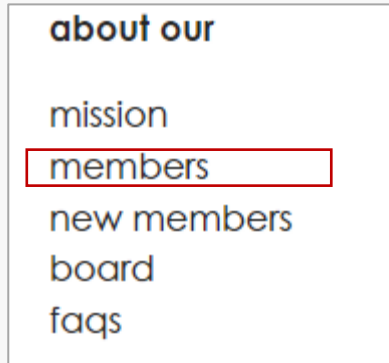 about our
mission
members
new members
board
faqs